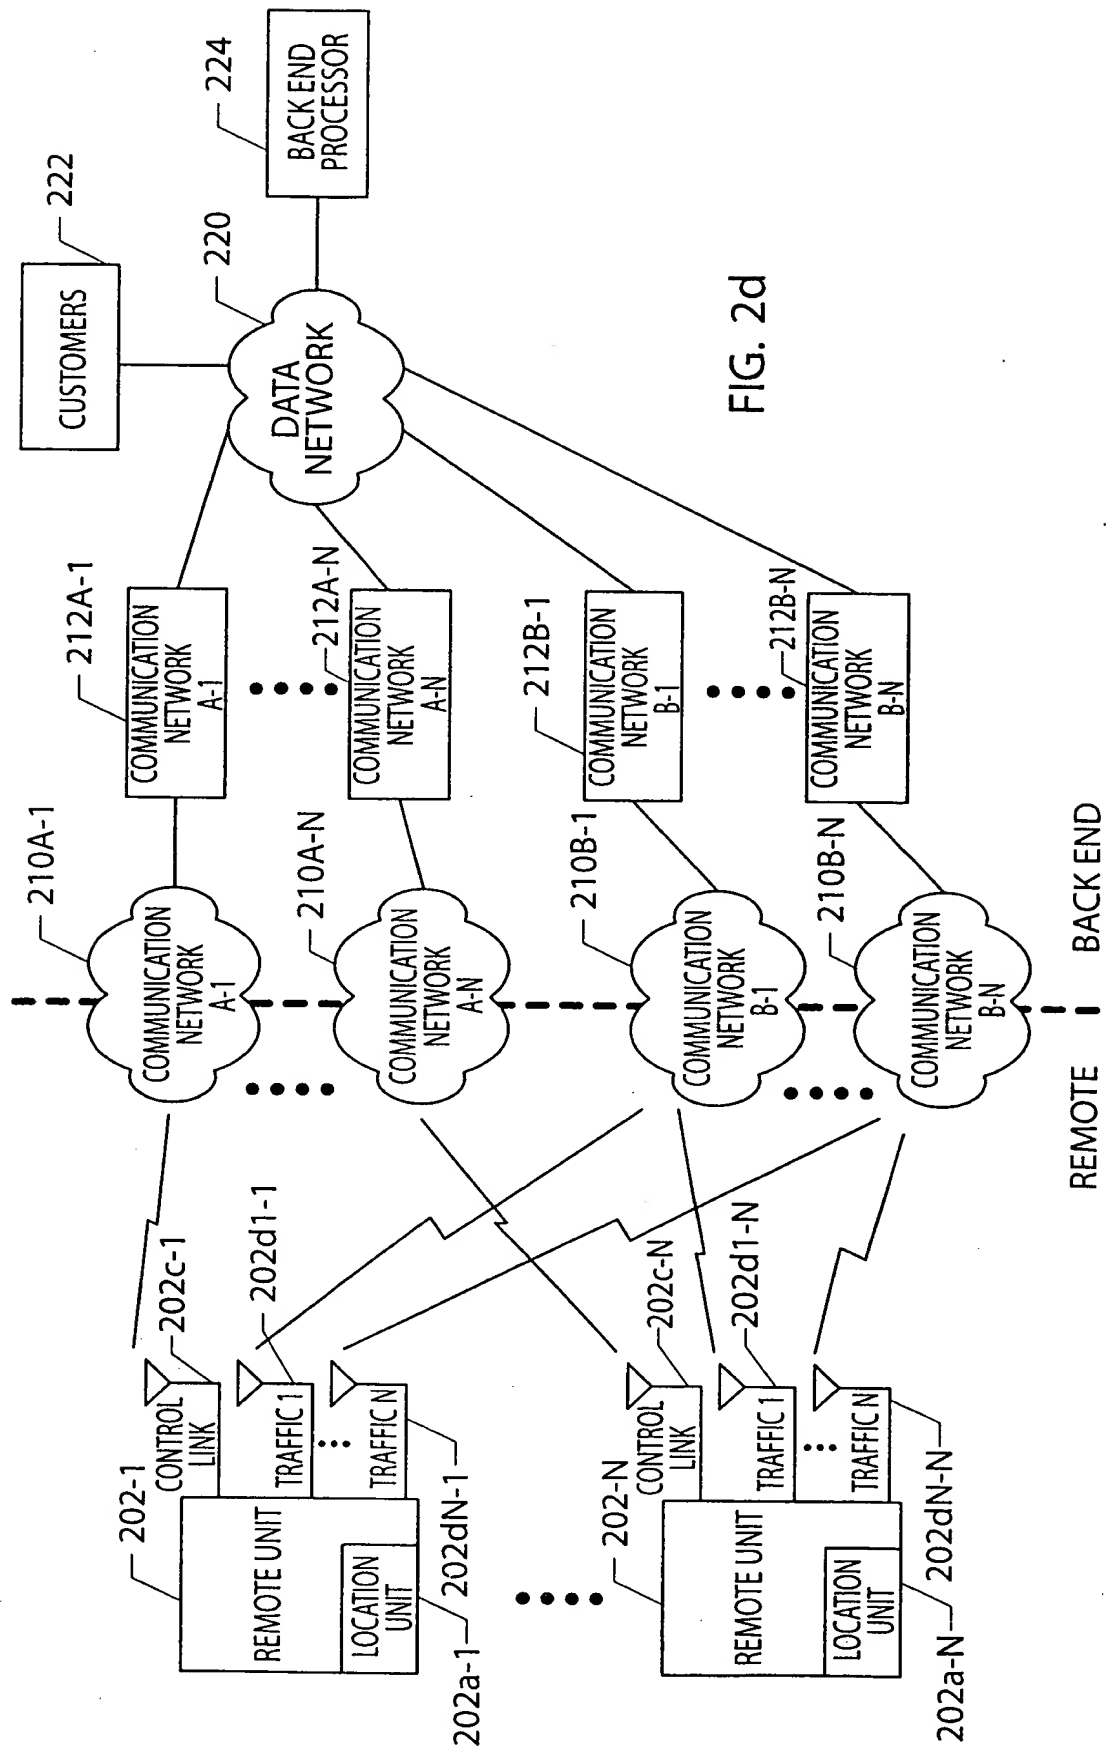 202-1
REMOTE UNIT
LOCATION
UNIT
202a-1
CONTROL
LINK
202c-1
TRAFFIC 1
202d1-1
TRAFFIC N
202dN-1
202-N
REMOTE UNIT
LOCATION
UNIT
202a-N
CONTROL
LINK
202c-N
TRAFFIC 1
202d1-N
TRAFFIC N
202dN-N
210A-1
COMMUNICATION
NETWORK
A-1
210A-N
COMMUNICATION
NETWORK
A-N
210B-1
COMMUNICATION
NETWORK
B-1
210B-N
COMMUNICATION
NETWORK
B-N
REMOTE
BACK END
212A-1
COMMUNICATION
NETWORK
A-1
212A-N
COMMUNICATION
NETWORK
A-N
212B-1
COMMUNICATION
NETWORK
B-1
212B-N
COMMUNICATION
NETWORK
B-N
CUSTOMERS
222
DATA
NETWORK
220
BACK END
PROCESSOR
224
FIG. 2d